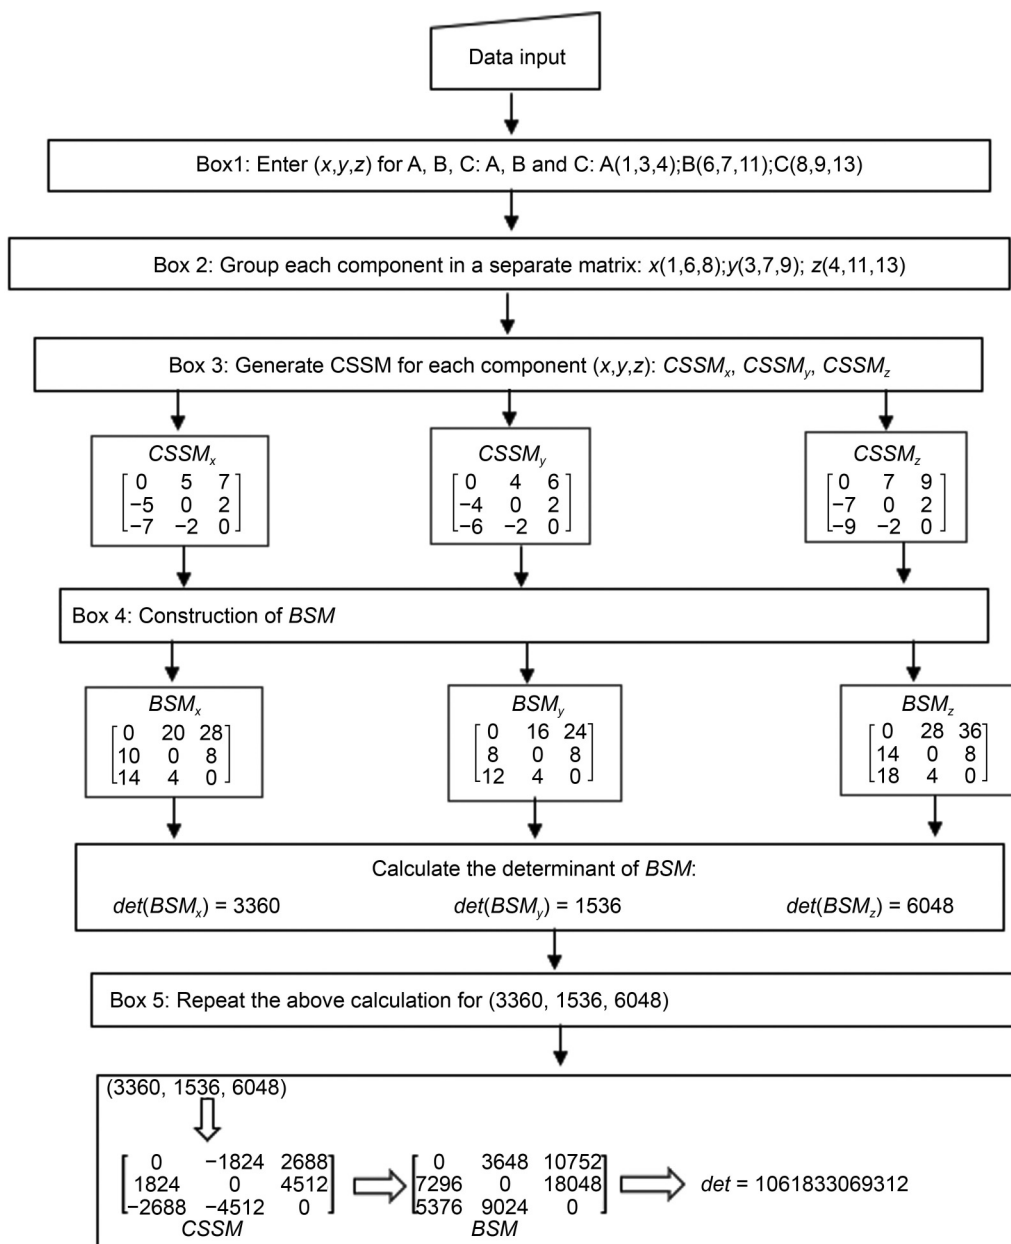 Data input
Box1: Enter (x,y,z) for A, B, C: A, B and C: A(1,3,4);B(6,7,11);C(8,9,13)
Box 2: Group each component in a separate matrix: x(1,6,8);y(3,7,9); z(4,11,13)
Box 3: Generate CSSM for each component (x,y,z): CSSMx, CSSMy, CSSMz
CSSMx
0 5 7
−5 0 2
−7 −2 0
CSSMy
0 4 6
−4 0 2
−6 −2 0
CSSMz
0 7 9
−7 0 2
−9 −2 0
Box 4: Construction of BSM
BSMx
0 20 28
10 0 8
14 4 0
BSMy
0 16 24
8 0 8
12 4 0
BSMz
0 28 36
14 0 8
18 4 0
Calculate the determinant of BSM:
det(BSMx) = 3360 det(BSMy) = 1536 det(BSMz) = 6048
Box 5: Repeat the above calculation for (3360, 1536, 6048)
(3360, 1536, 6048)
0 −1824 2688
1824 0 4512
−2688 −4512 0
CSSM
0 3648 10752
7296 0 18048
5376 9024 0
BSM
det = 1061833069312